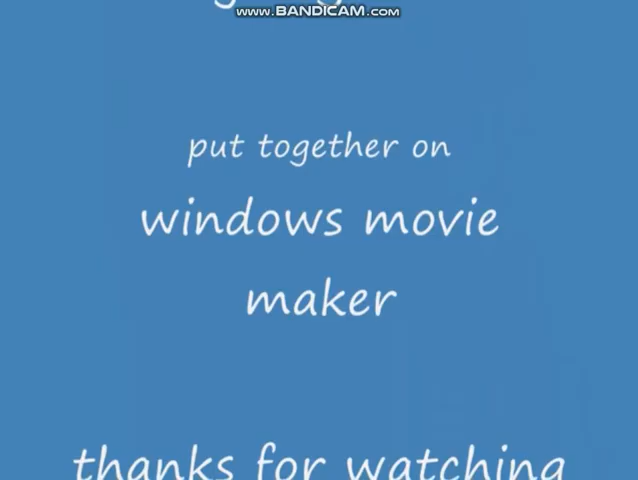 www.BANDICAM.com
put together on
windows movie
maker
thanks for watching